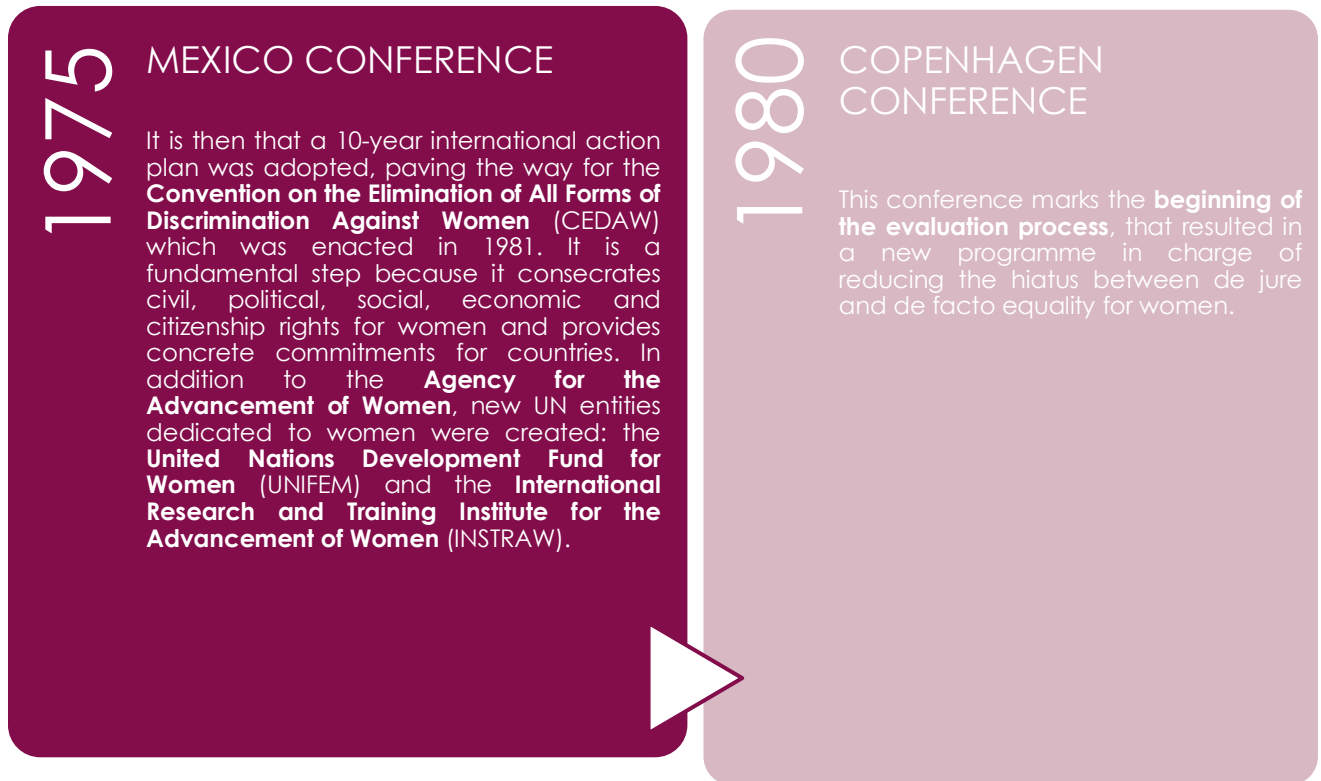 1975
MEXICO CONFERENCE
It is then that a 10-year international action
plan was adopted, paving the way for the
Convention on the Elimination of All Forms of
Discrimination Against Women (CEDAW)
which was enacted in 1981. It is a
fundamental step because it consecrates
civil, political, social, economic and
citizenship rights for women and provides
concrete commitments for countries. In
addition to the Agency for the
Advancement of Women, new UN entities
dedicated to women were created: the
United Nations Development Fund for
Women (UNIFEM) and the International
Research and Training Institute for the
Advancement of Women (INSTRAW).
1980
COPENHAGEN
CONFERENCE
This conference marks the beginning of
the evaluation process, that resulted in
a new programme in charge of
reducing the hiatus between de jure
and de facto equality for women.